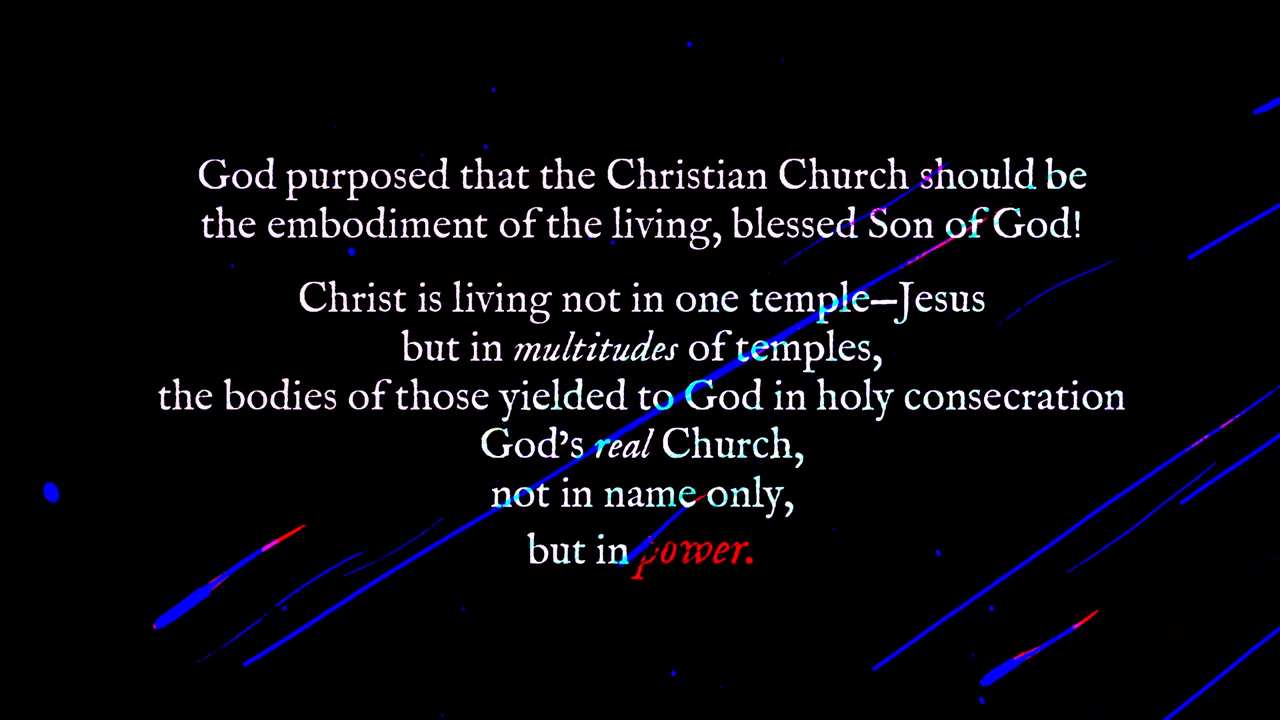 God purposed that the Christian Church should be
the embodiment of the living, blessed Son of God!
Christ is living not in one temple—Jesus
but in multitudes of temples,
the bodies of those yielded to God in holy consecration
God's real Church,
not in name only,
but in power.